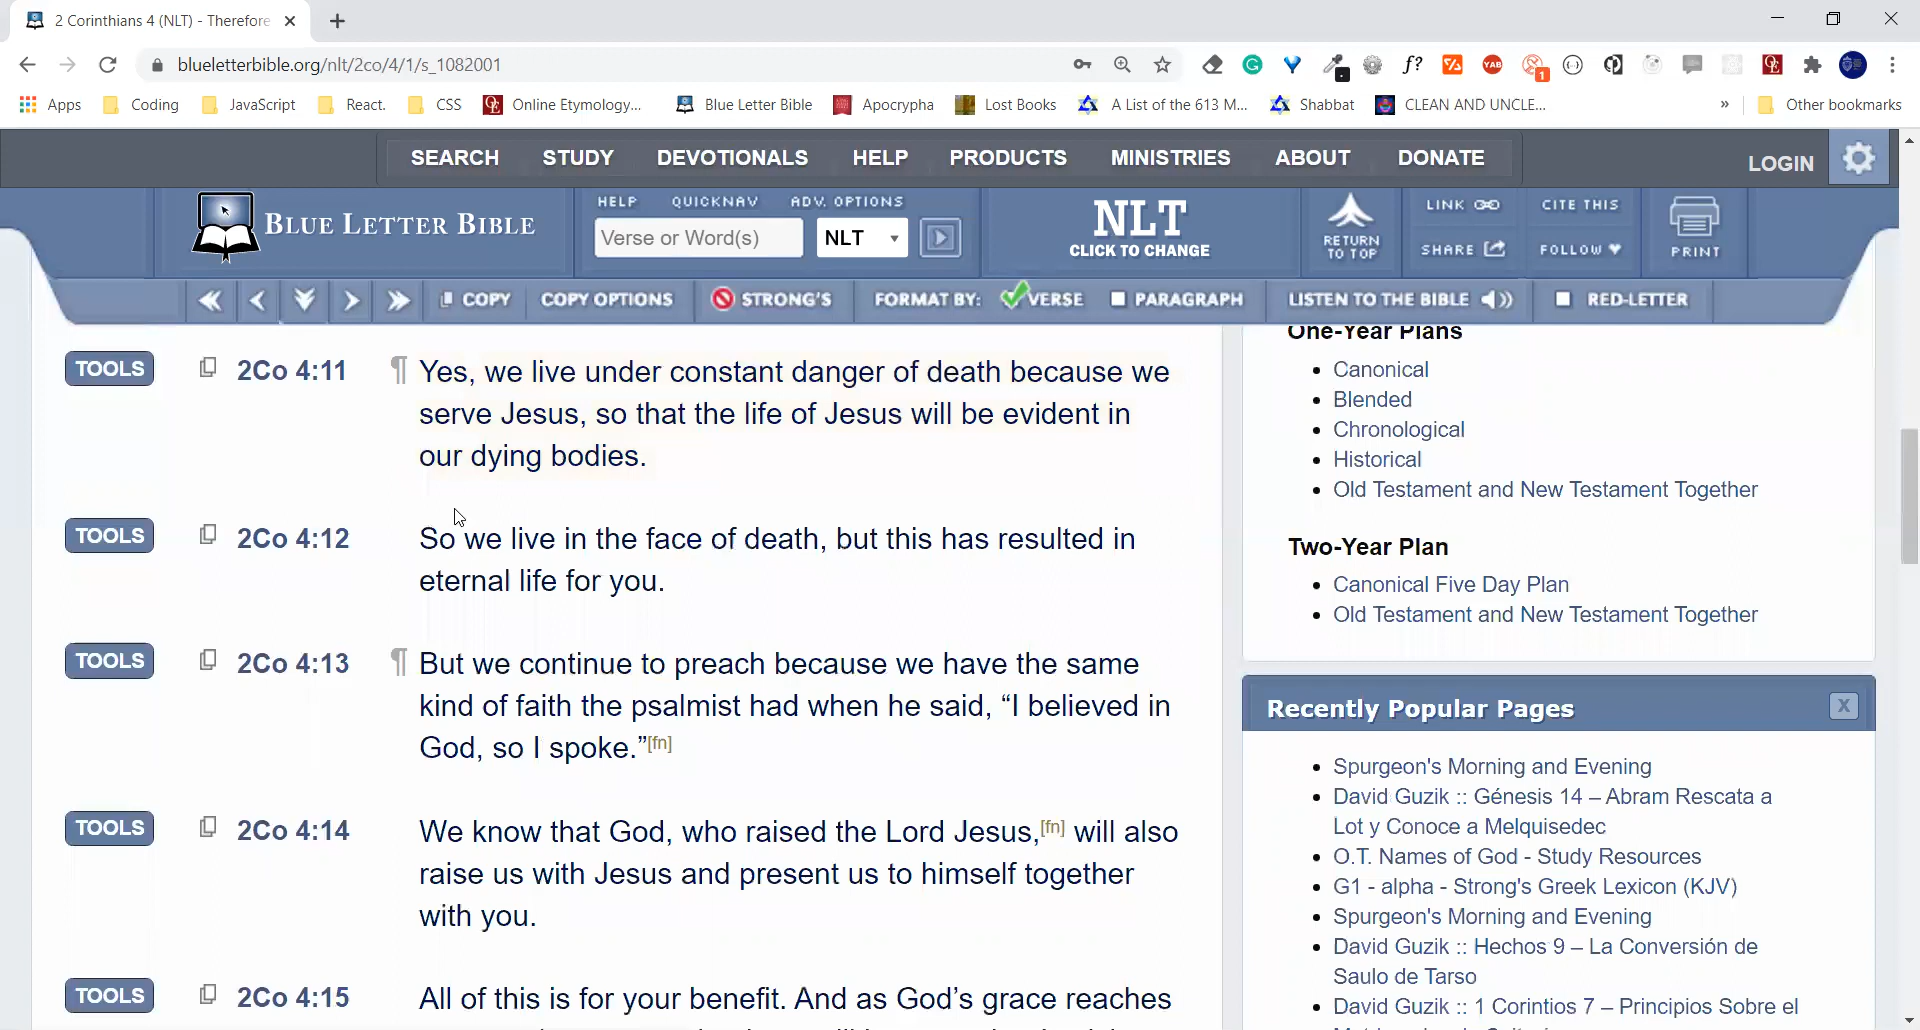 2 Corinthians 4 (NLT) - Therefore
blueletterbible.org/nlt/2co/4/1/s_1082001
f?
YAB
1
OE
Apps Coding JavaScript React. CSS OE Online Etymology... Blue Letter Bible Apocrypha Lost Books A List of the 613 M... Shabbat CLEAN AND UNCLE... » Other bookmarks
SEARCH STUDY DEVOTIONALS HELP PRODUCTS MINISTRIES ABOUT DONATE LOGIN
BLUE LETTER BIBLE
HELP QUICKNAV ADV. OPTIONS
Verse or Word(s) NLT
NLT
CLICK TO CHANGE
RETURN
TO TOP
LINK CITE THIS
SHARE FOLLOW
PRINT
COPY COPY OPTIONS STRONG'S FORMAT BY: VERSE PARAGRAPH LISTEN TO THE BIBLE RED-LETTER
TOOLS 2Co 4:11 ¶ Yes, we live under constant danger of death because we
serve Jesus, so that the life of Jesus will be evident in
our dying bodies.
TOOLS 2Co 4:12 So we live in the face of death, but this has resulted in
eternal life for you.
TOOLS 2Co 4:13 ¶ But we continue to preach because we have the same
kind of faith the psalmist had when he said, “I believed in
God, so I spoke.”[fn]
TOOLS 2Co 4:14 We know that God, who raised the Lord Jesus,[fn] will also
raise us with Jesus and present us to himself together
with you.
TOOLS 2Co 4:15 All of this is for your benefit. And as God’s grace reaches
One-Year Plans
• Canonical
• Blended
• Chronological
• Historical
• Old Testament and New Testament Together
Two-Year Plan
• Canonical Five Day Plan
• Old Testament and New Testament Together
Recently Popular Pages X
• Spurgeon's Morning and Evening
• David Guzik :: Génesis 14 – Abram Rescata a
Lot y Conoce a Melquisedec
• O.T. Names of God - Study Resources
• G1 - alpha - Strong's Greek Lexicon (KJV)
• Spurgeon's Morning and Evening
• David Guzik :: Hechos 9 – La Conversión de
Saulo de Tarso
• David Guzik :: 1 Corintios 7 – Principios Sobre el